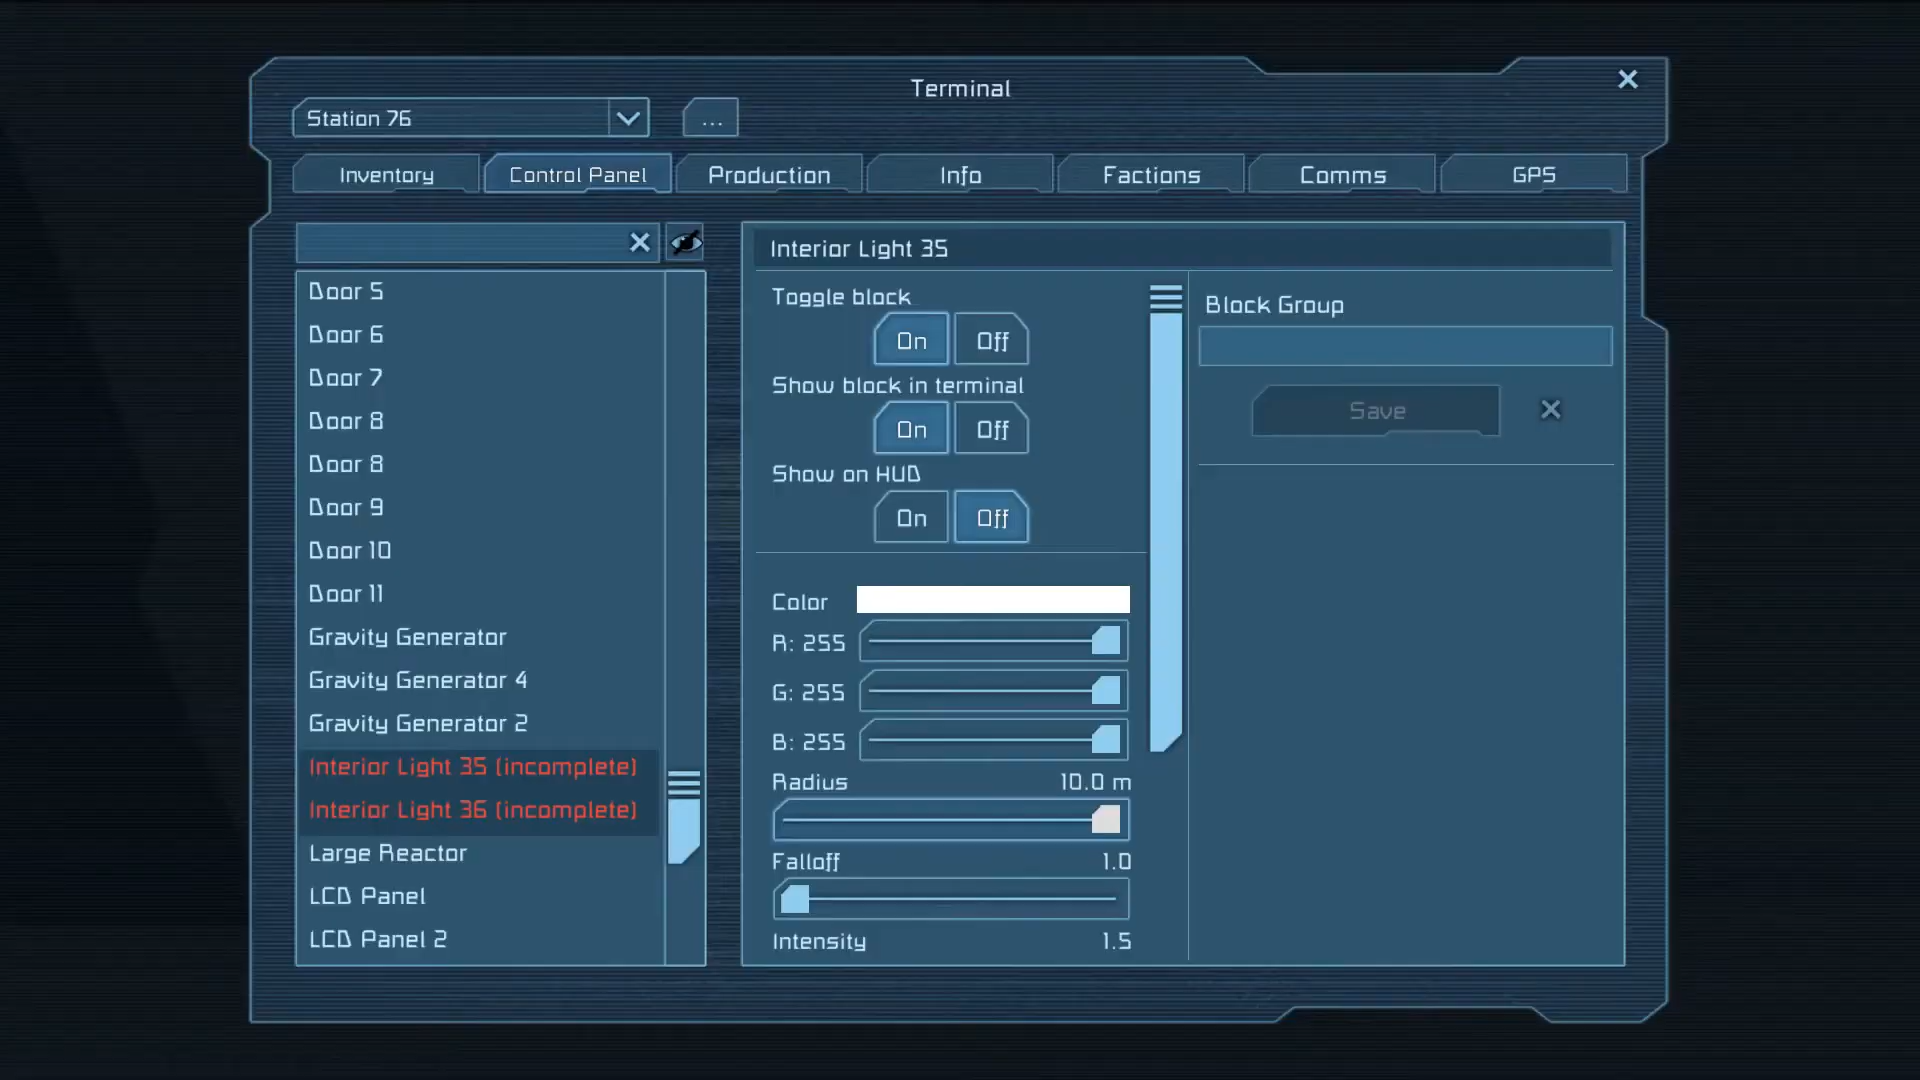 Terminal
Station 76
...
Inventory
Control Panel
Production
Info
Factions
Comms
GPS
Door 5
Door 6
Door 7
Door 8
Door 8
Door 9
Door 10
Door 11
Gravity Generator
Gravity Generator 4
Gravity Generator 2
Interior Light 35 (incomplete)
Interior Light 36 (incomplete)
Large Reactor
LCD Panel
LCD Panel 2
Interior Light 35
Toggle block
On
Off
Show block in terminal
On
Off
Show on HUD
On
Off
Color
R: 255
G: 255
B: 255
Radius 10.0 m
Falloff 1.0
Intensity 1.5
Block Group
Save